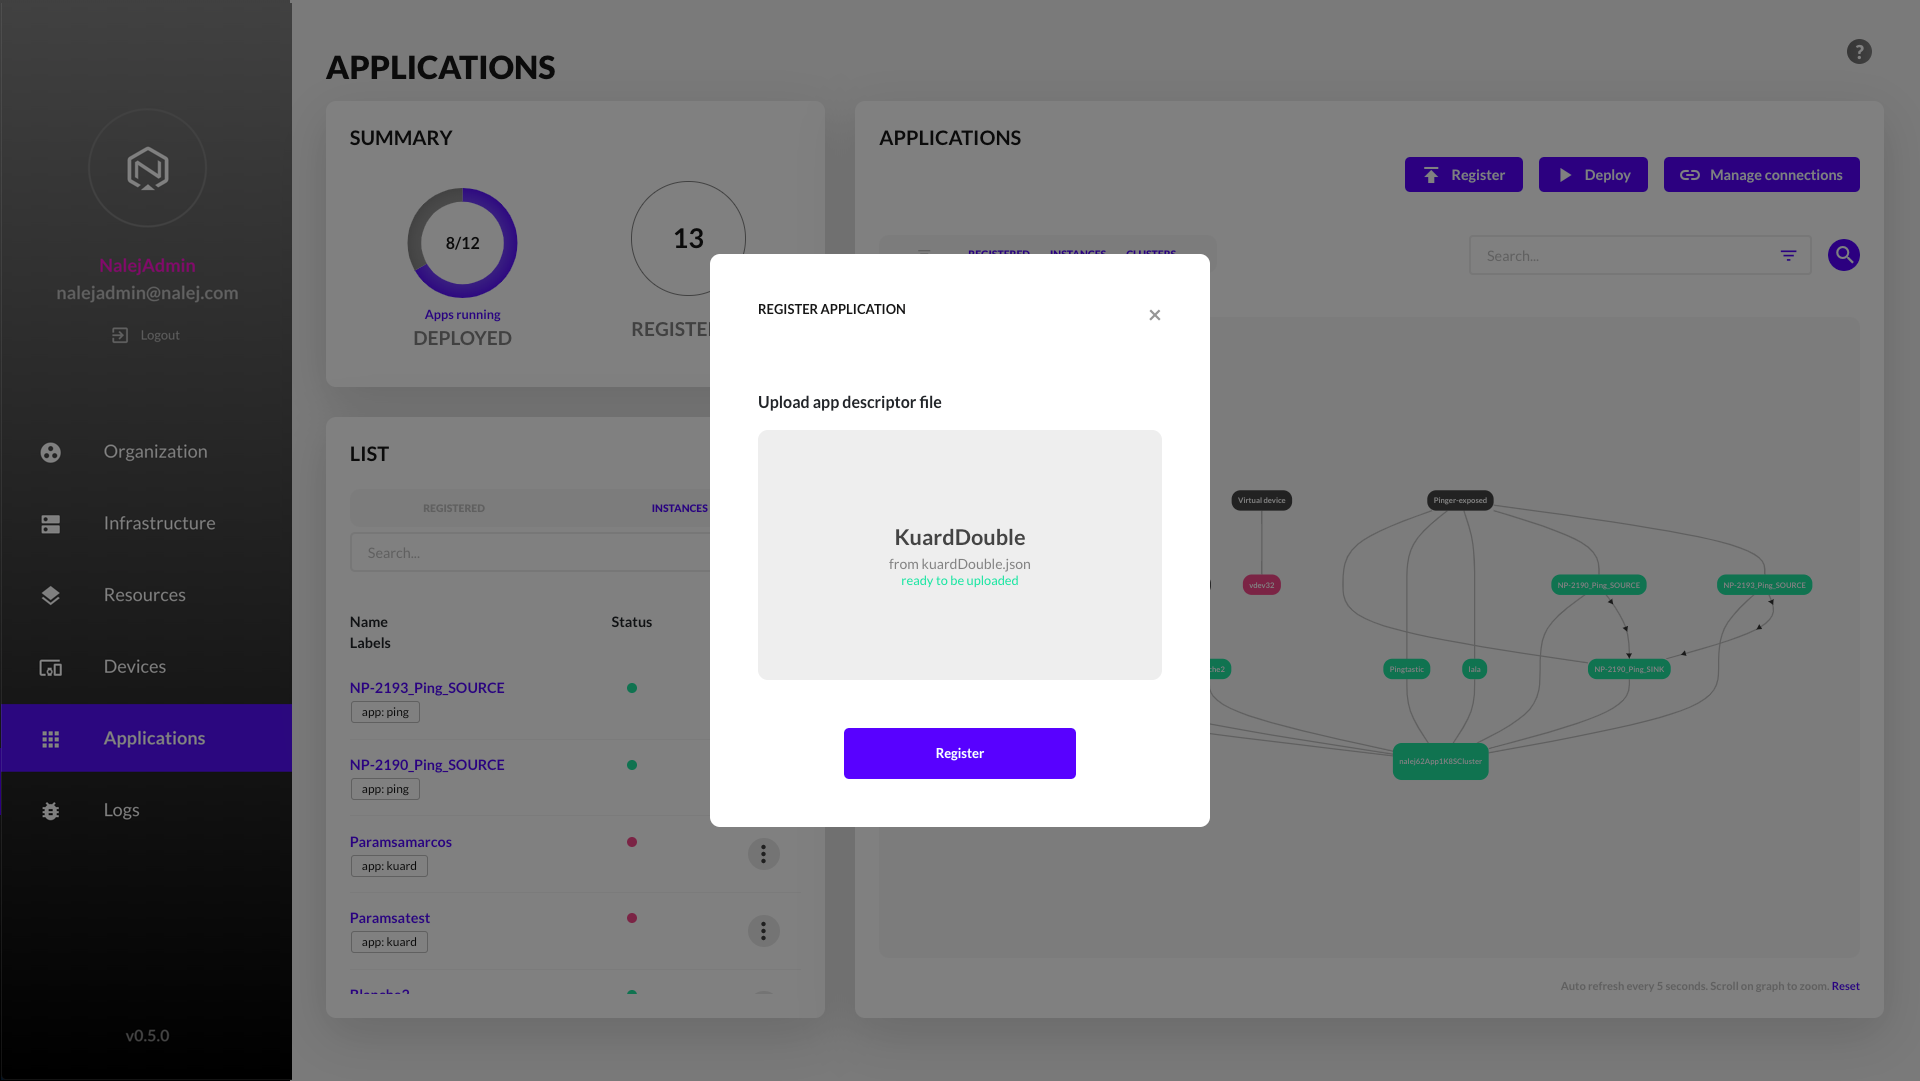 APPLICATIONS
?
NalejAdmin
nalejadmin@nalej.com
Logout
Organization
Infrastructure
Resources
Devices
Applications
Logs
v0.5.0
SUMMARY
8/12
Apps running
DEPLOYED
13
LIST
REGISTERED
INSTANCES
Search...
Name
Labels
Status
NP-2193_Ping_SOURCE
app: ping
NP-2190_Ping_SOURCE
app: ping
Paramsamarcos
app: kuard
Paramsatest
app: kuard
APPLICATIONS
Register
Deploy
Manage connections
REGISTERED
INSTANCES
CLUSTERS
Search...
Virtual device
Pinger-exposed
vdev32
NP-2190_Ping_SOURCE
NP-2193_Ping_SOURCE
Pingtastic
lala
NP-2190_Ping_SINK
nalej62App1K8SCluster
Auto refresh every 5 seconds. Scroll on graph to zoom. Reset
REGISTER APPLICATION
×
Upload app descriptor file
KuardDouble
from kuardDouble.json
ready to be uploaded
Register